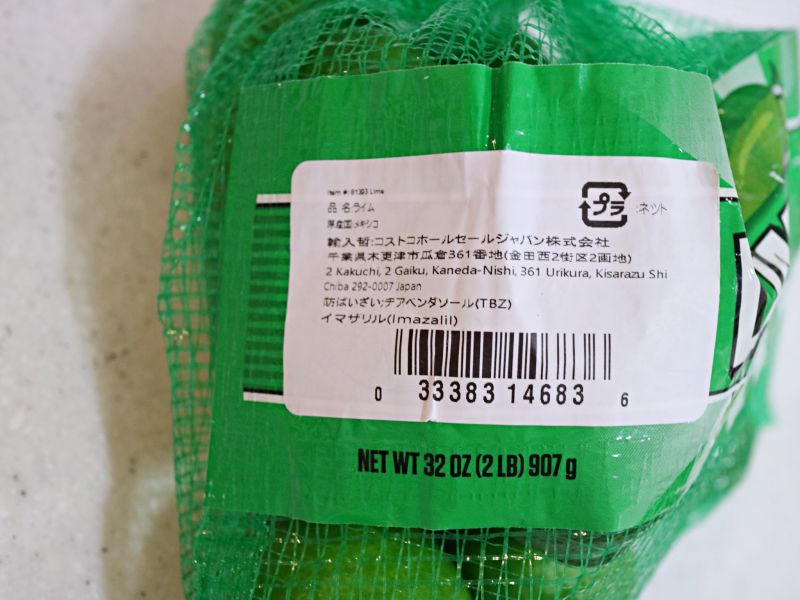 Item #: 81393 Lime
品 名:ライム
原産国:メキシコ
輸入者:コストコホールセールジャパン株式会社
千葉県木更津市瓜倉361番地(金田西2街区2画地)
2 Kakuchi, 2 Gaiku, Kaneda-Nishi, 361 Urikura, Kisarazu Shi
Chiba 292-0007 Japan
防ばいざい;チアベンダゾール(TBZ)
イマザリル(Imazalil)
プラ
:ネット
0 33383 14683 6
NET WT 32 OZ (2 LB) 907 g